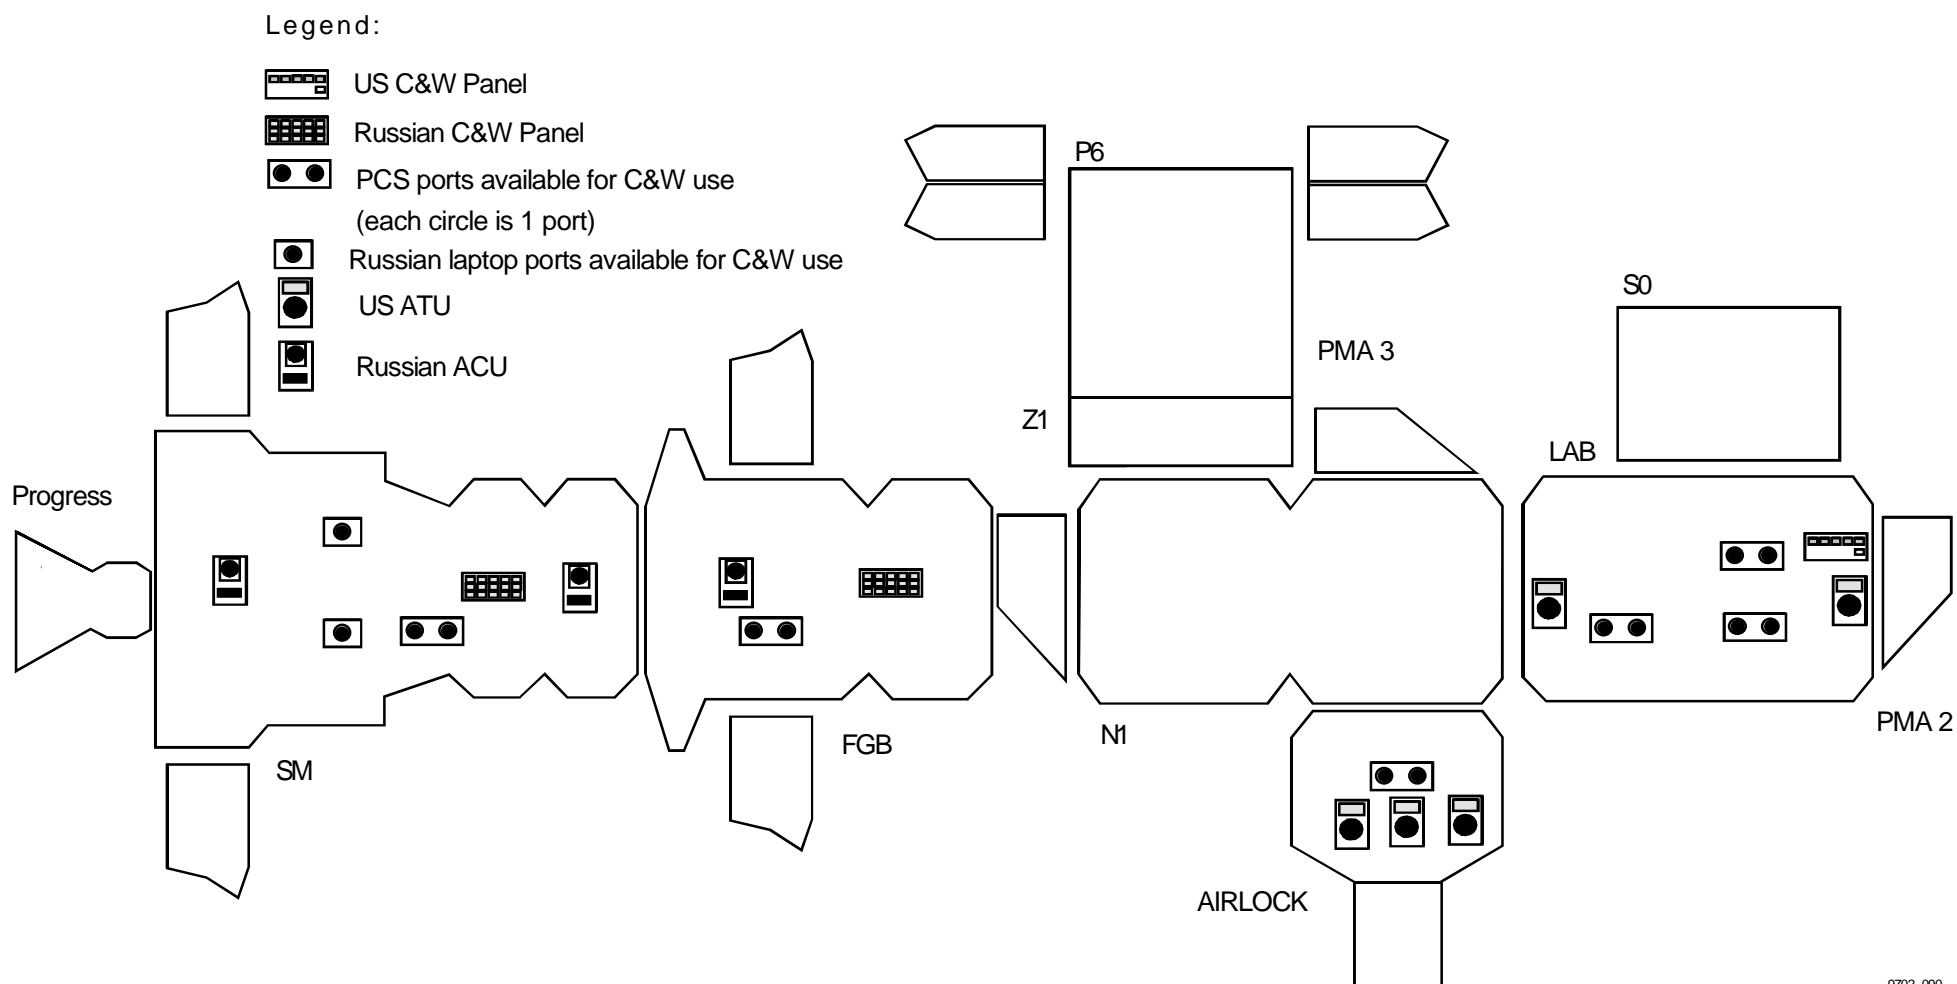 Legend:
US C&W Panel
Russian C&W Panel
PCS ports available for C&W use
(each circle is 1 port)
Russian laptop ports available for C&W use
US ATU
Russian ACU
P6
S0
PMA 3
Z1
LAB
Progress
PMA 2
N1
FGB
SM
AIRLOCK